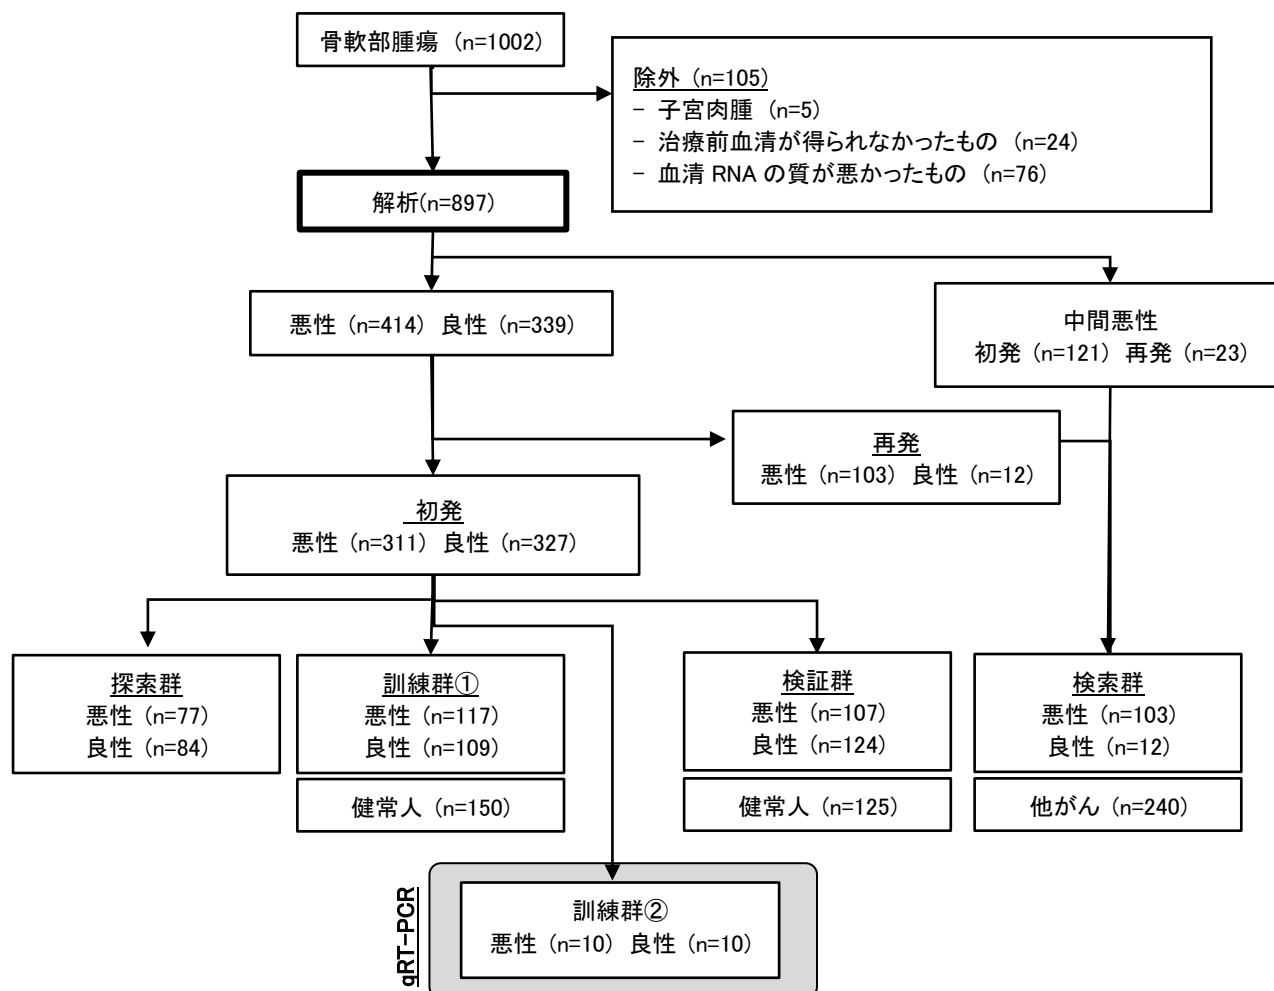 骨軟部腫瘍 (n=1002)
除外 (n=105)
- 子宮肉腫 (n=5)
- 治療前血清が得られなかったもの (n=24)
- 血清 RNA の質が悪かったもの (n=76)
解析(n=897)
悪性 (n=414) 良性 (n=339)
中間悪性
初発 (n=121) 再発 (n=23)
再発
悪性 (n=103) 良性 (n=12)
初発
悪性 (n=311) 良性 (n=327)
探索群
悪性 (n=77)
良性 (n=84)
訓練群①
悪性 (n=117)
良性 (n=109)
健常人 (n=150)
検証群
悪性 (n=107)
良性 (n=124)
健常人 (n=125)
検索群
悪性 (n=103)
良性 (n=12)
他がん (n=240)
qRT-PCR
訓練群②
悪性 (n=10) 良性 (n=10)